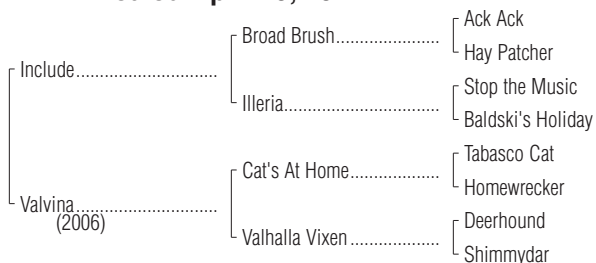 Ack Ack
Broad Brush....................
Hay Patcher
Include...........................
Stop the Music
Illeria..............................
Baldski's Holiday
Tabasco Cat
Cat's At Home.................
Homewrecker
Valvina...........................
(2006)
Deerhound
Valhalla Vixen.................
Shimmydar